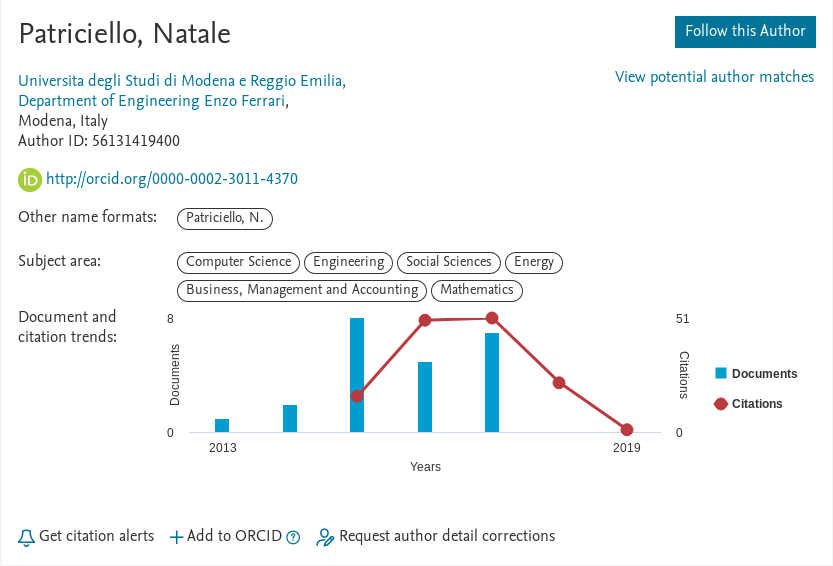 Patriciello, Natale
Follow this Author
Universita degli Studi di Modena e Reggio Emilia,
View potential author matches
Department of Engineering Enzo Ferrari,
Modena, Italy
Author ID: 56131419400
iD http://orcid.org/0000-0002-3011-4370
Other name formats: Patriciello, N.
Subject area: Computer Science Engineering Social Sciences Energy
Business, Management and Accounting Mathematics
Document and
citation trends:
8
51
Documents
Citations
Documents
Citations
0
0
2013
2019
Years
Get citation alerts Add to ORCID ? Request author detail corrections